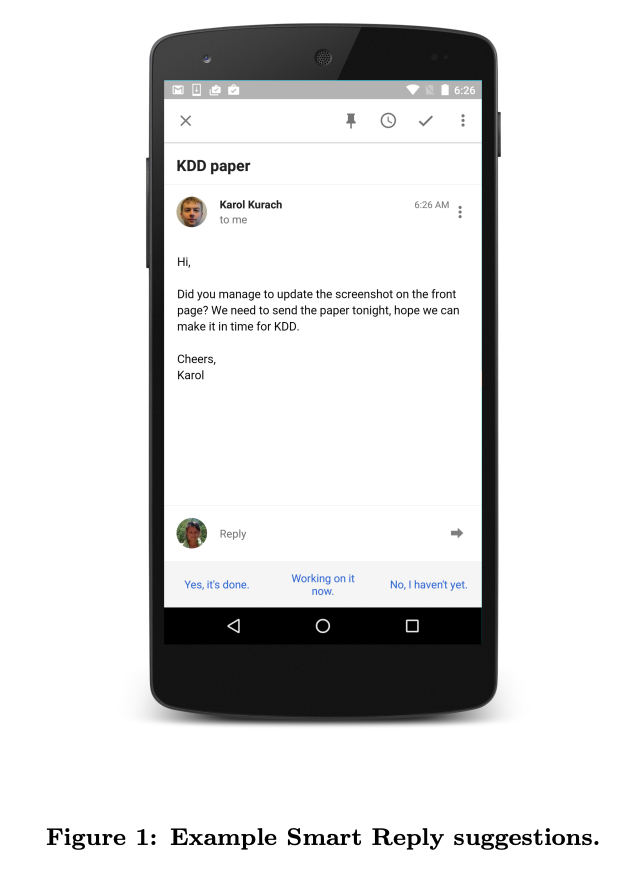 6:26
KDD paper
Karol Kurach
6:26 AM
to me
Hi,
Did you manage to update the screenshot on the front
page? We need to send the paper tonight, hope we can
make it in time for KDD.
Cheers,
Karol
Reply
Yes, it's done.
Working on it
now.
No, I haven't yet.
Figure 1: Example Smart Reply suggestions.